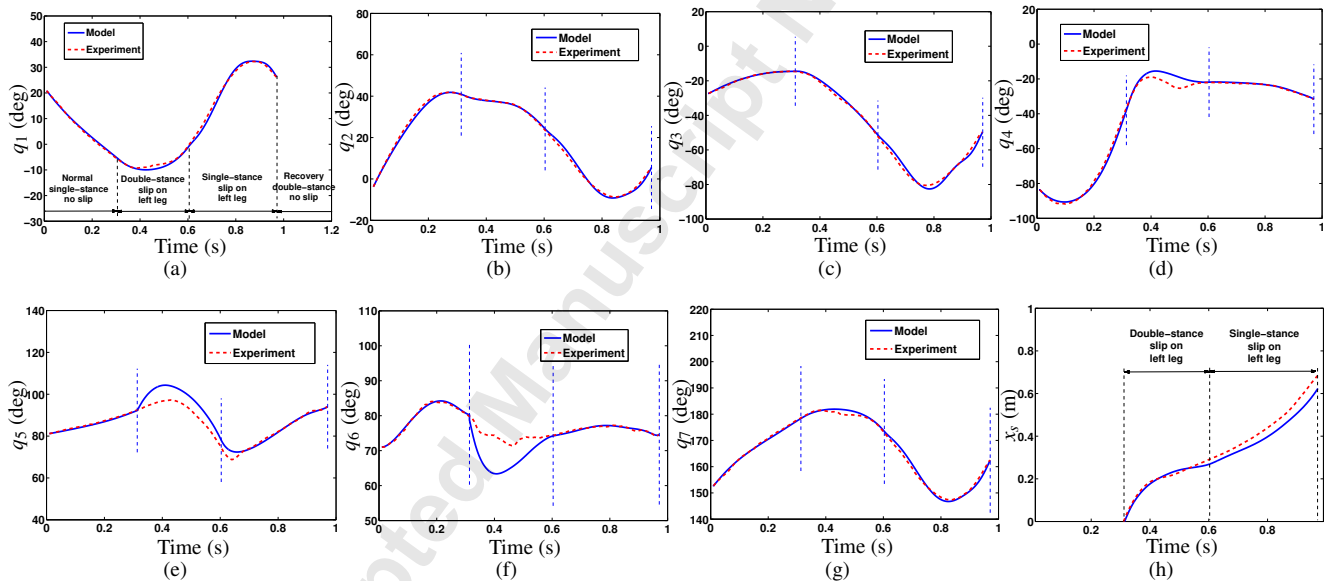 50
40
30
20
10
0
−10
−20
−30
q1 (deg)
Model
Experiment
Normal
single−stance
no slip
Double−stance
slip on
left leg
Single−stance
slip on
left leg
Recovery
double−stance
no slip
0 0.2 0.4 0.6 0.8 1 1.2
Time (s)
(a)
80
60
40
20
0
−20
q2 (deg)
Model
Experiment
0 0.2 0.4 0.6 0.8 1
Time (s)
(b)
20
0
−20
−40
−60
−80
−100
q3 (deg)
Model
Experiment
0 0.2 0.4 0.6 0.8 1
Time (s)
(c)
20
0
−20
−40
−60
−80
−100
q4 (deg)
Model
Experiment
0 0.2 0.4 0.6 0.8 1
Time (s)
(d)
140
120
100
80
60
40
q5 (deg)
Model
Experiment
0 0.2 0.4 0.6 0.8 1
Time (s)
(e)
110
100
90
80
70
60
50
q6 (deg)
Model
Experiment
0 0.2 0.4 0.6 0.8 1
Time (s)
(f)
220
210
200
190
180
170
160
150
140
q7 (deg)
Model
Experiment
0 0.2 0.4 0.6 0.8 1
Time (s)
(g)
1
0.8
0.6
0.4
0.2
0
xs (m)
Double−stance
slip on
left leg
Single−stance
slip on
left leg
0.2 0.4 0.6 0.8
Time (s)
(h)
pted Manuscript N